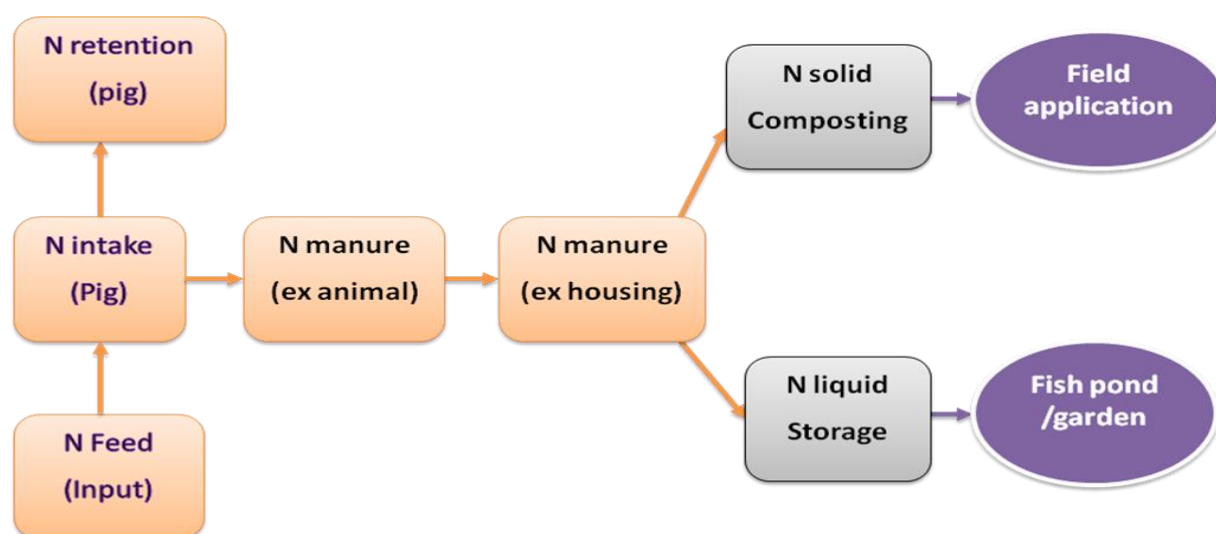 N retention
(pig)
N solid
Composting
Field
application
N intake
(Pig)
N manure
(ex animal)
N manure
(ex housing)
N Feed
(Input)
N liquid
Storage
Fish pond
/garden